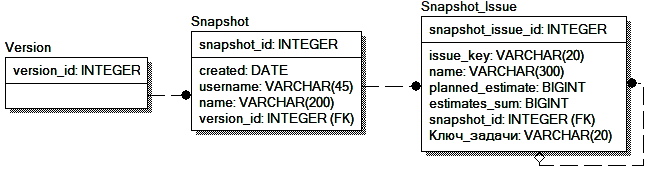 Version
version_id: INTEGER
Snapshot
snapshot_id: INTEGER
created: DATE
username: VARCHAR(45)
name: VARCHAR(200)
version_id: INTEGER (FK)
Snapshot_Issue
snapshot_issue_id: INTEGER
issue_key: VARCHAR(20)
name: VARCHAR(300)
planned_estimate: BIGINT
estimates_sum: BIGINT
snapshot_id: INTEGER (FK)
Ключ_задачи: VARCHAR(20)